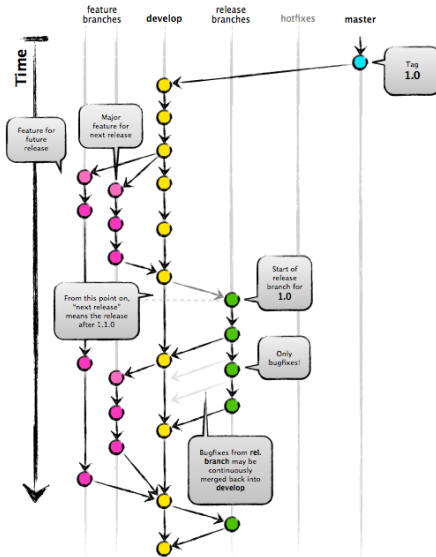 feature
branches
develop
release
branches
hotfixes
master
Time
Tag
1.0
Feature for
future
release
Major
feature for
next release
Start of
release
branch for
1.0
From this point on,
"next release"
means the release
after 1.1.0
Only
bugfixes!
Bugfixes from rel.
branch may be
continuously
merged back into
develop